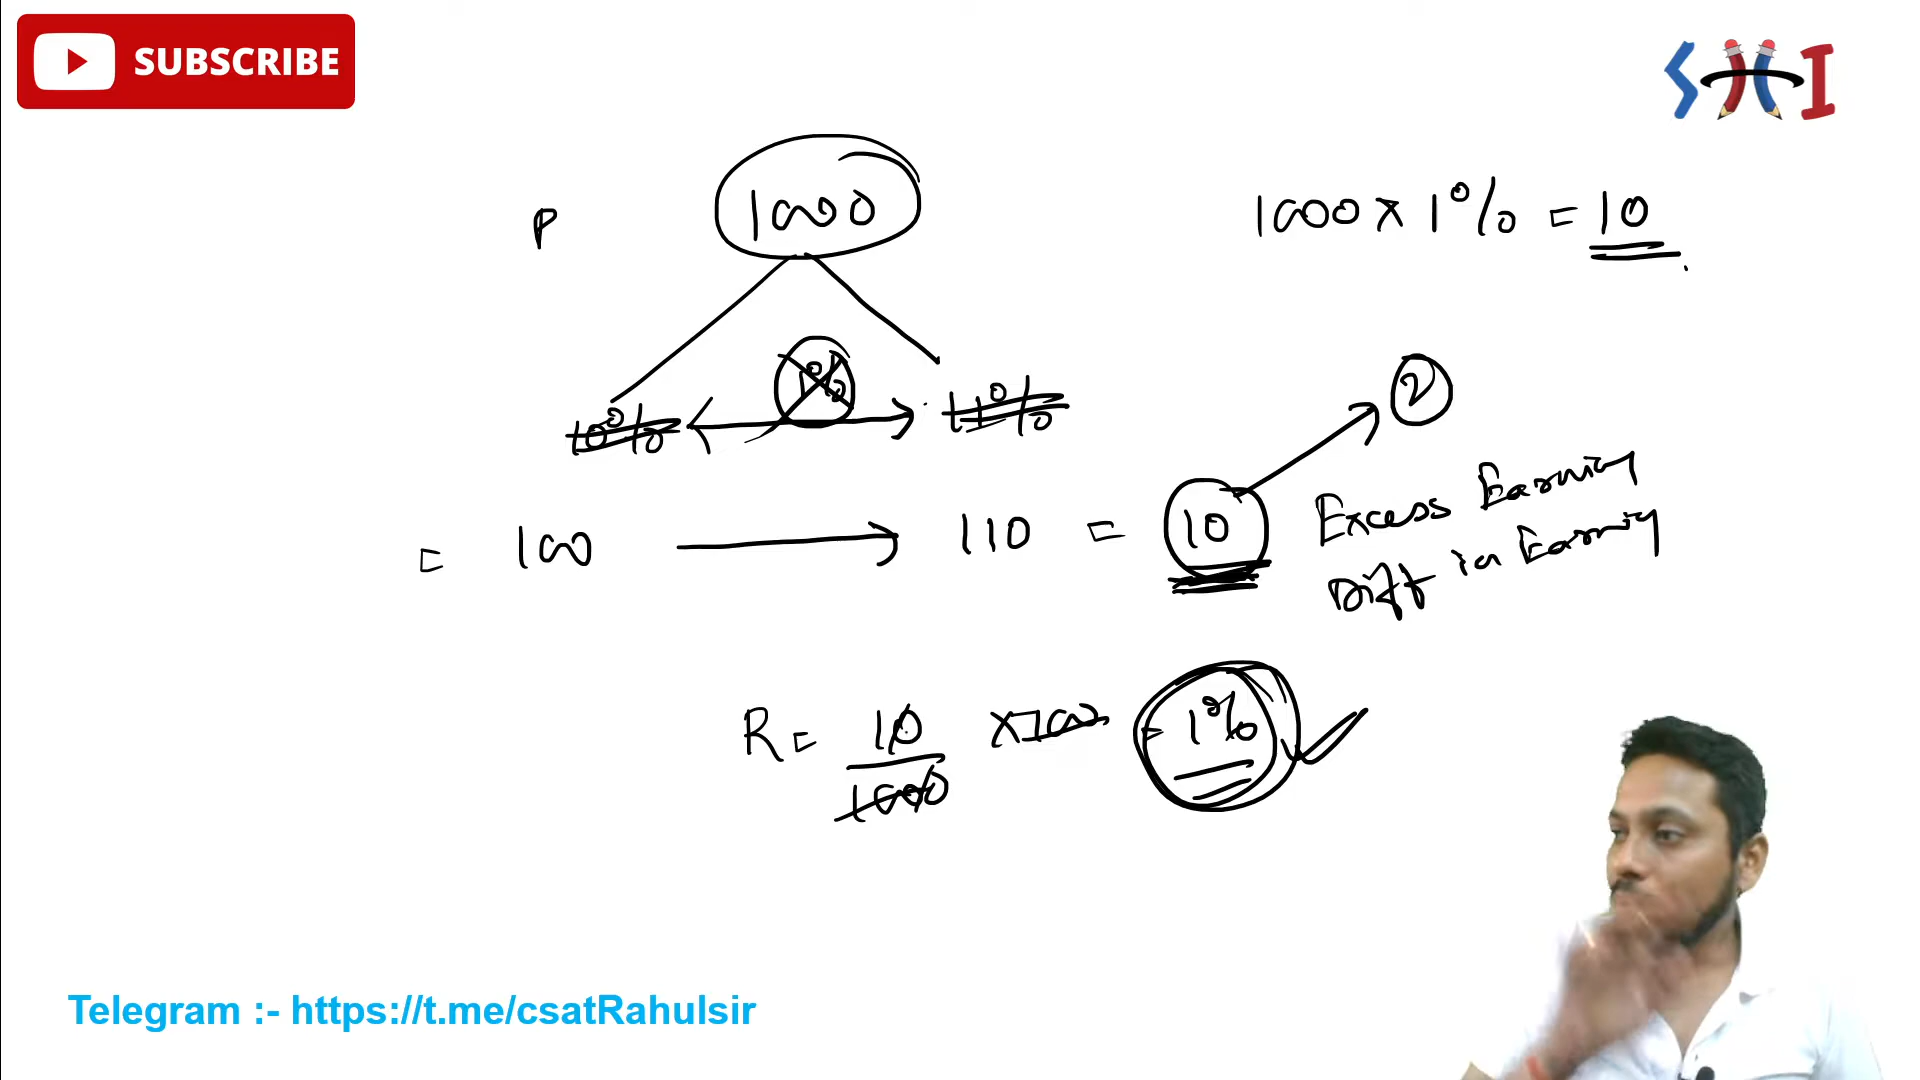 SUBSCRIBE
P 1000
1000 x 1% = 10
1%
10% 11%
2
= 100 → 110 = 10
Excess Earning
Diff in Earning
R = 10/1000 x100 = 1%
Telegram :- https://t.me/csatRahulsir